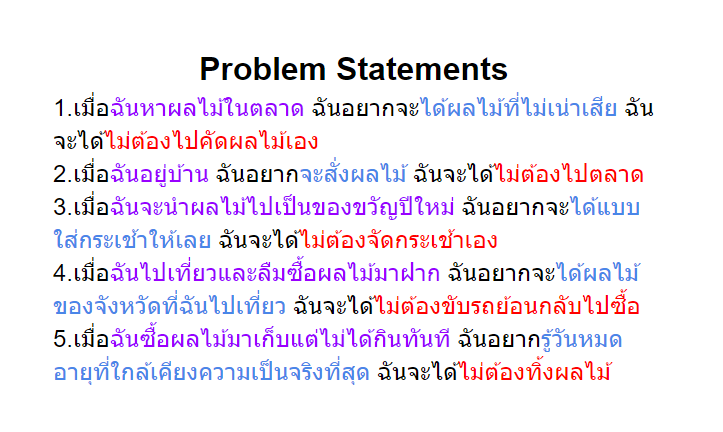 Problem Statements
1.เมื่อฉันหาผลไม้ในตลาด ฉันอยากจะได้ผลไม้ที่ไม่เน่าเสีย ฉัน
จะได้ไม่ต้องไปคัดผลไม้เอง
2.เมื่อฉันอยู่บ้าน ฉันอยากจะสั่งผลไม้ ฉันจะได้ไม่ต้องไปตลาด
3.เมื่อฉันจะนำผลไม้ไปเป็นของขวัญปีใหม่ ฉันอยากจะได้แบบ
ใส่กระเช้าให้เลย ฉันจะได้ไม่ต้องจัดกระเช้าเอง
4.เมื่อฉันไปเที่ยวและลืมซื้อผลไม้มาฝาก ฉันอยากจะได้ผลไม้
ของจังหวัดที่ฉันไปเที่ยว ฉันจะได้ไม่ต้องขับรถย้อนกลับไปซื้อ
5.เมื่อฉันซื้อผลไม้มาเก็บแต่ไม่ได้กินทันที ฉันอยากรู้วันหมด
อายุที่ใกล้เคียงความเป็นจริงที่สุด ฉันจะได้ไม่ต้องทิ้งผลไม้